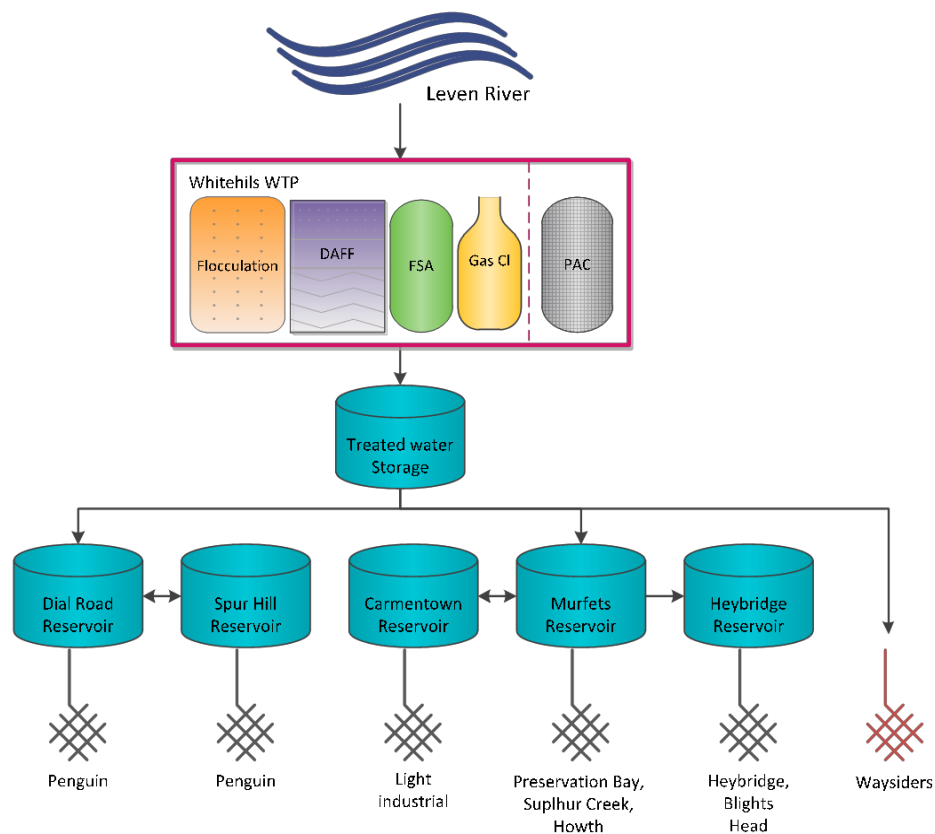 Leven River
Whitehils WTP
Flocculation
DAFF
FSA
Gas Cl
PAC
Treated water
Storage
Dial Road
Reservoir
Spur Hill
Reservoir
Carmentown
Reservoir
Murfets
Reservoir
Heybridge
Reservoir
Penguin
Penguin
Light
industrial
Preservation Bay,
Suplhur Creek,
Howth
Heybridge,
Blights
Head
Waysiders